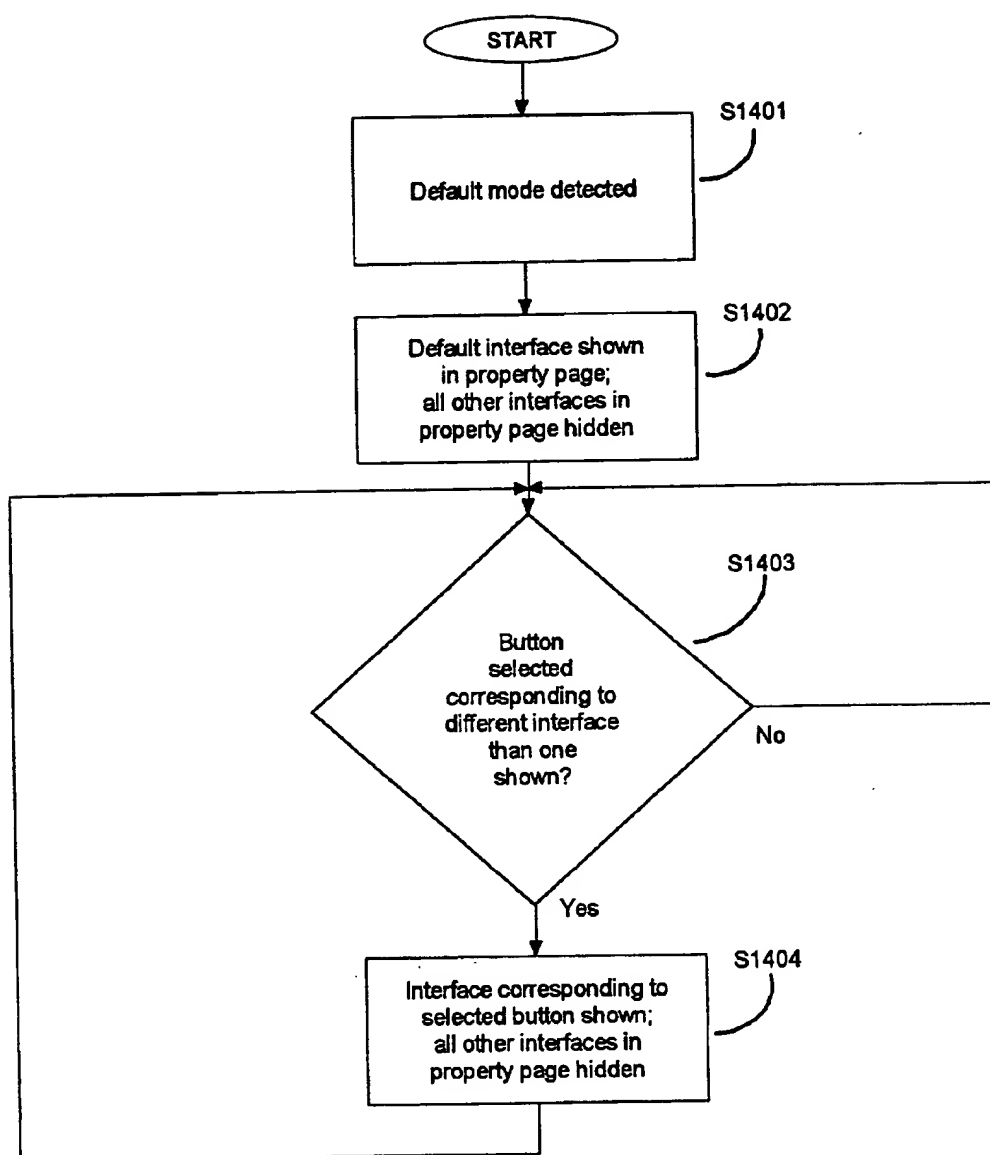 START
S1401
Default mode detected
S1402
Default interface shown
in property page;
all other interfaces in
property page hidden
S1403
Button
selected
corresponding to
different interface
than one
shown?
No
Yes
S1404
Interface corresponding to
selected button shown;
all other interfaces in
property page hidden